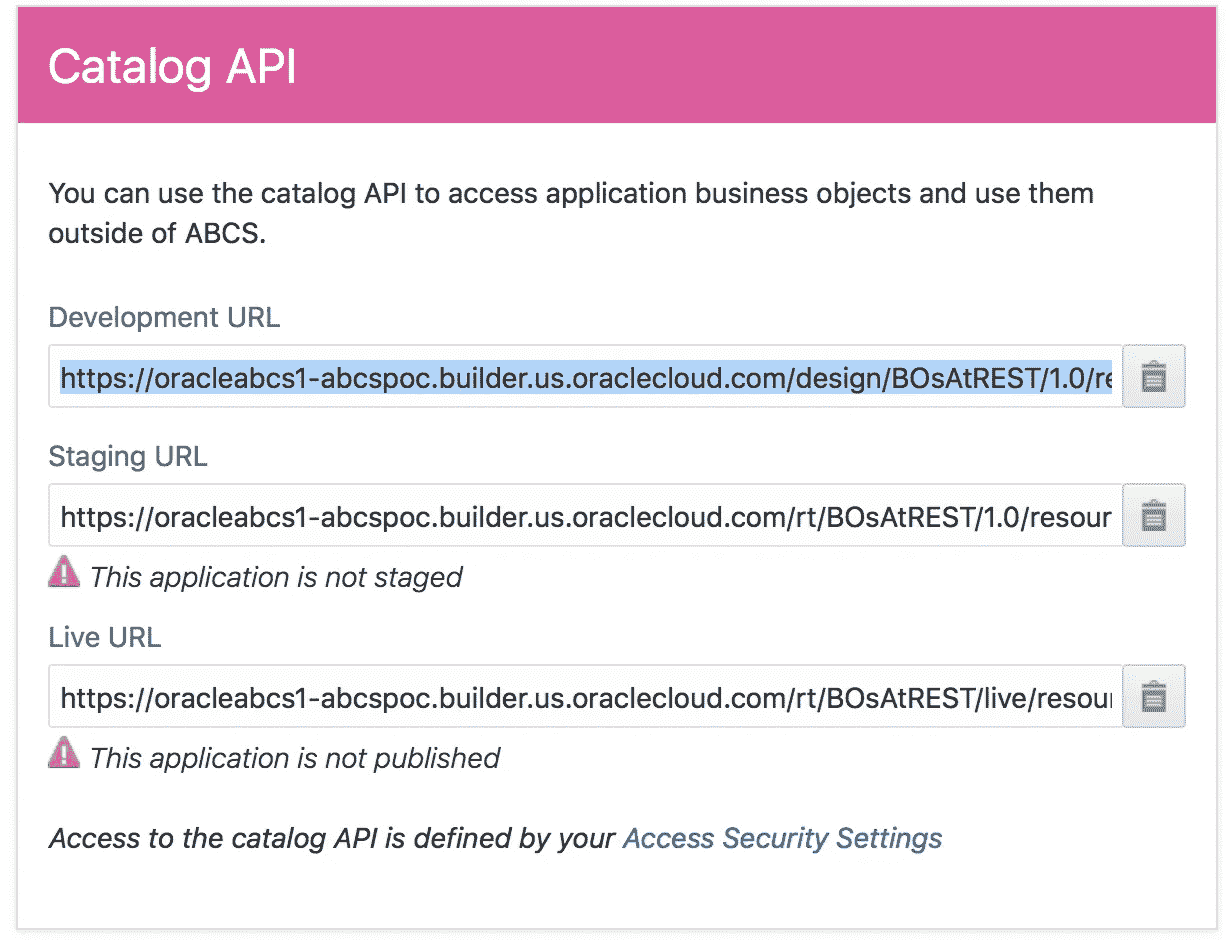 Catalog API
You can use the catalog API to access application business objects and use them
outside of ABCS.
Development URL
https://oracleabcs1-abcspoc.builder.us.oraclecloud.com/design/BOsAtREST/1.0/re
Staging URL
https://oracleabcs1-abcspoc.builder.us.oraclecloud.com/rt/BOsAtREST/1.0/resour
This application is not staged
Live URL
https://oracleabcs1-abcspoc.builder.us.oraclecloud.com/rt/BOsAtREST/live/resou
This application is not published
Access to the catalog API is defined by your Access Security Settings